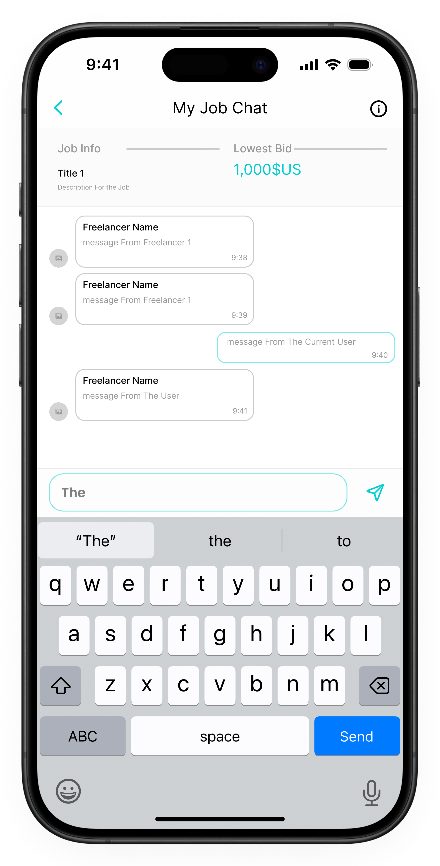 9:41
My Job Chat
Job Info
Lowest Bid
Title 1
1,000$US
Description For the Job
Freelancer Name
message From Freelancer 1
9:38
Freelancer Name
message From Freelancer 1
9:39
message From The Current User
9:40
Freelancer Name
message From The User
9:41
The
“The” the to
q w e r t y u i o p
a s d f g h j k l
z x c v b n m
ABC space Send